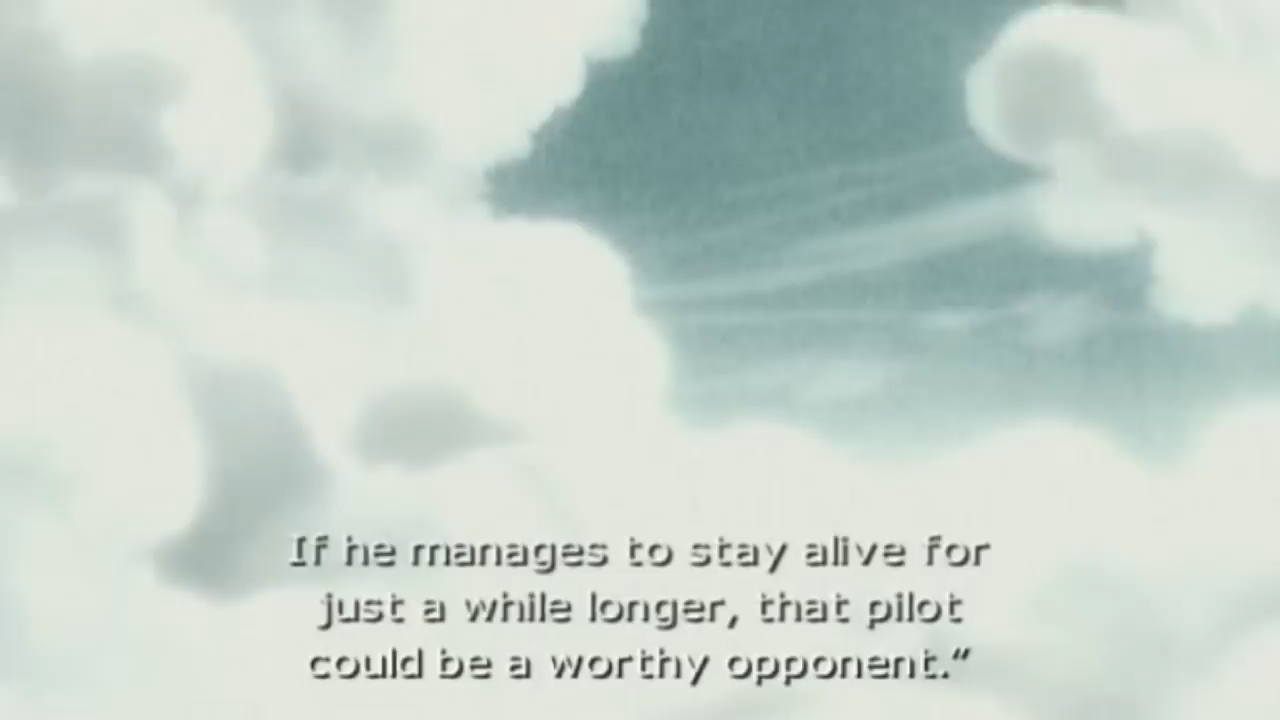 If he manages to stay alive for
just a while longer, that pilot
could be a worthy opponent.”